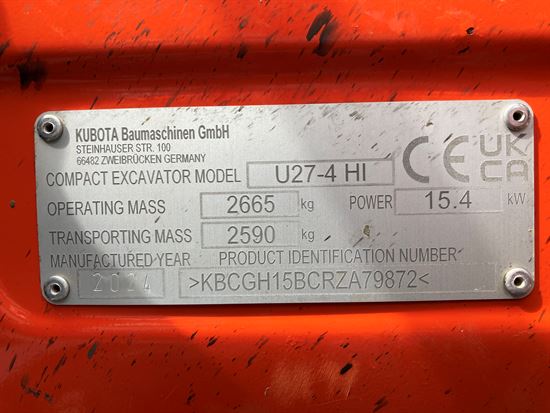 KUBOTA Baumaschinen GmbH
STEINHAUSER STR. 100
66482 ZWEIBRÜCKEN GERMANY
CE UK CA
COMPACT EXCAVATOR MODEL U27-4 HI
OPERATING MASS 2665 kg POWER 15.4 kW
TRANSPORTING MASS 2590 kg
MANUFACTURED YEAR PRODUCT IDENTIFICATION NUMBER
2024 >KBCGH15BCRZA79872<